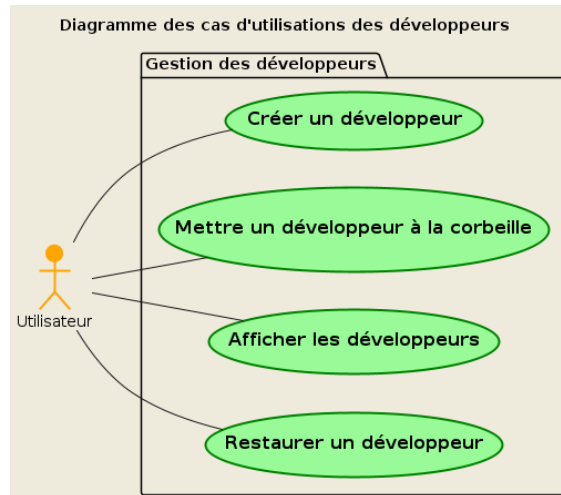 Diagramme des cas d'utilisations des développeurs
Gestion des développeurs
Créer un développeur
Mettre un développeur à la corbeille
Utilisateur
Afficher les développeurs
Restaurer un développeur